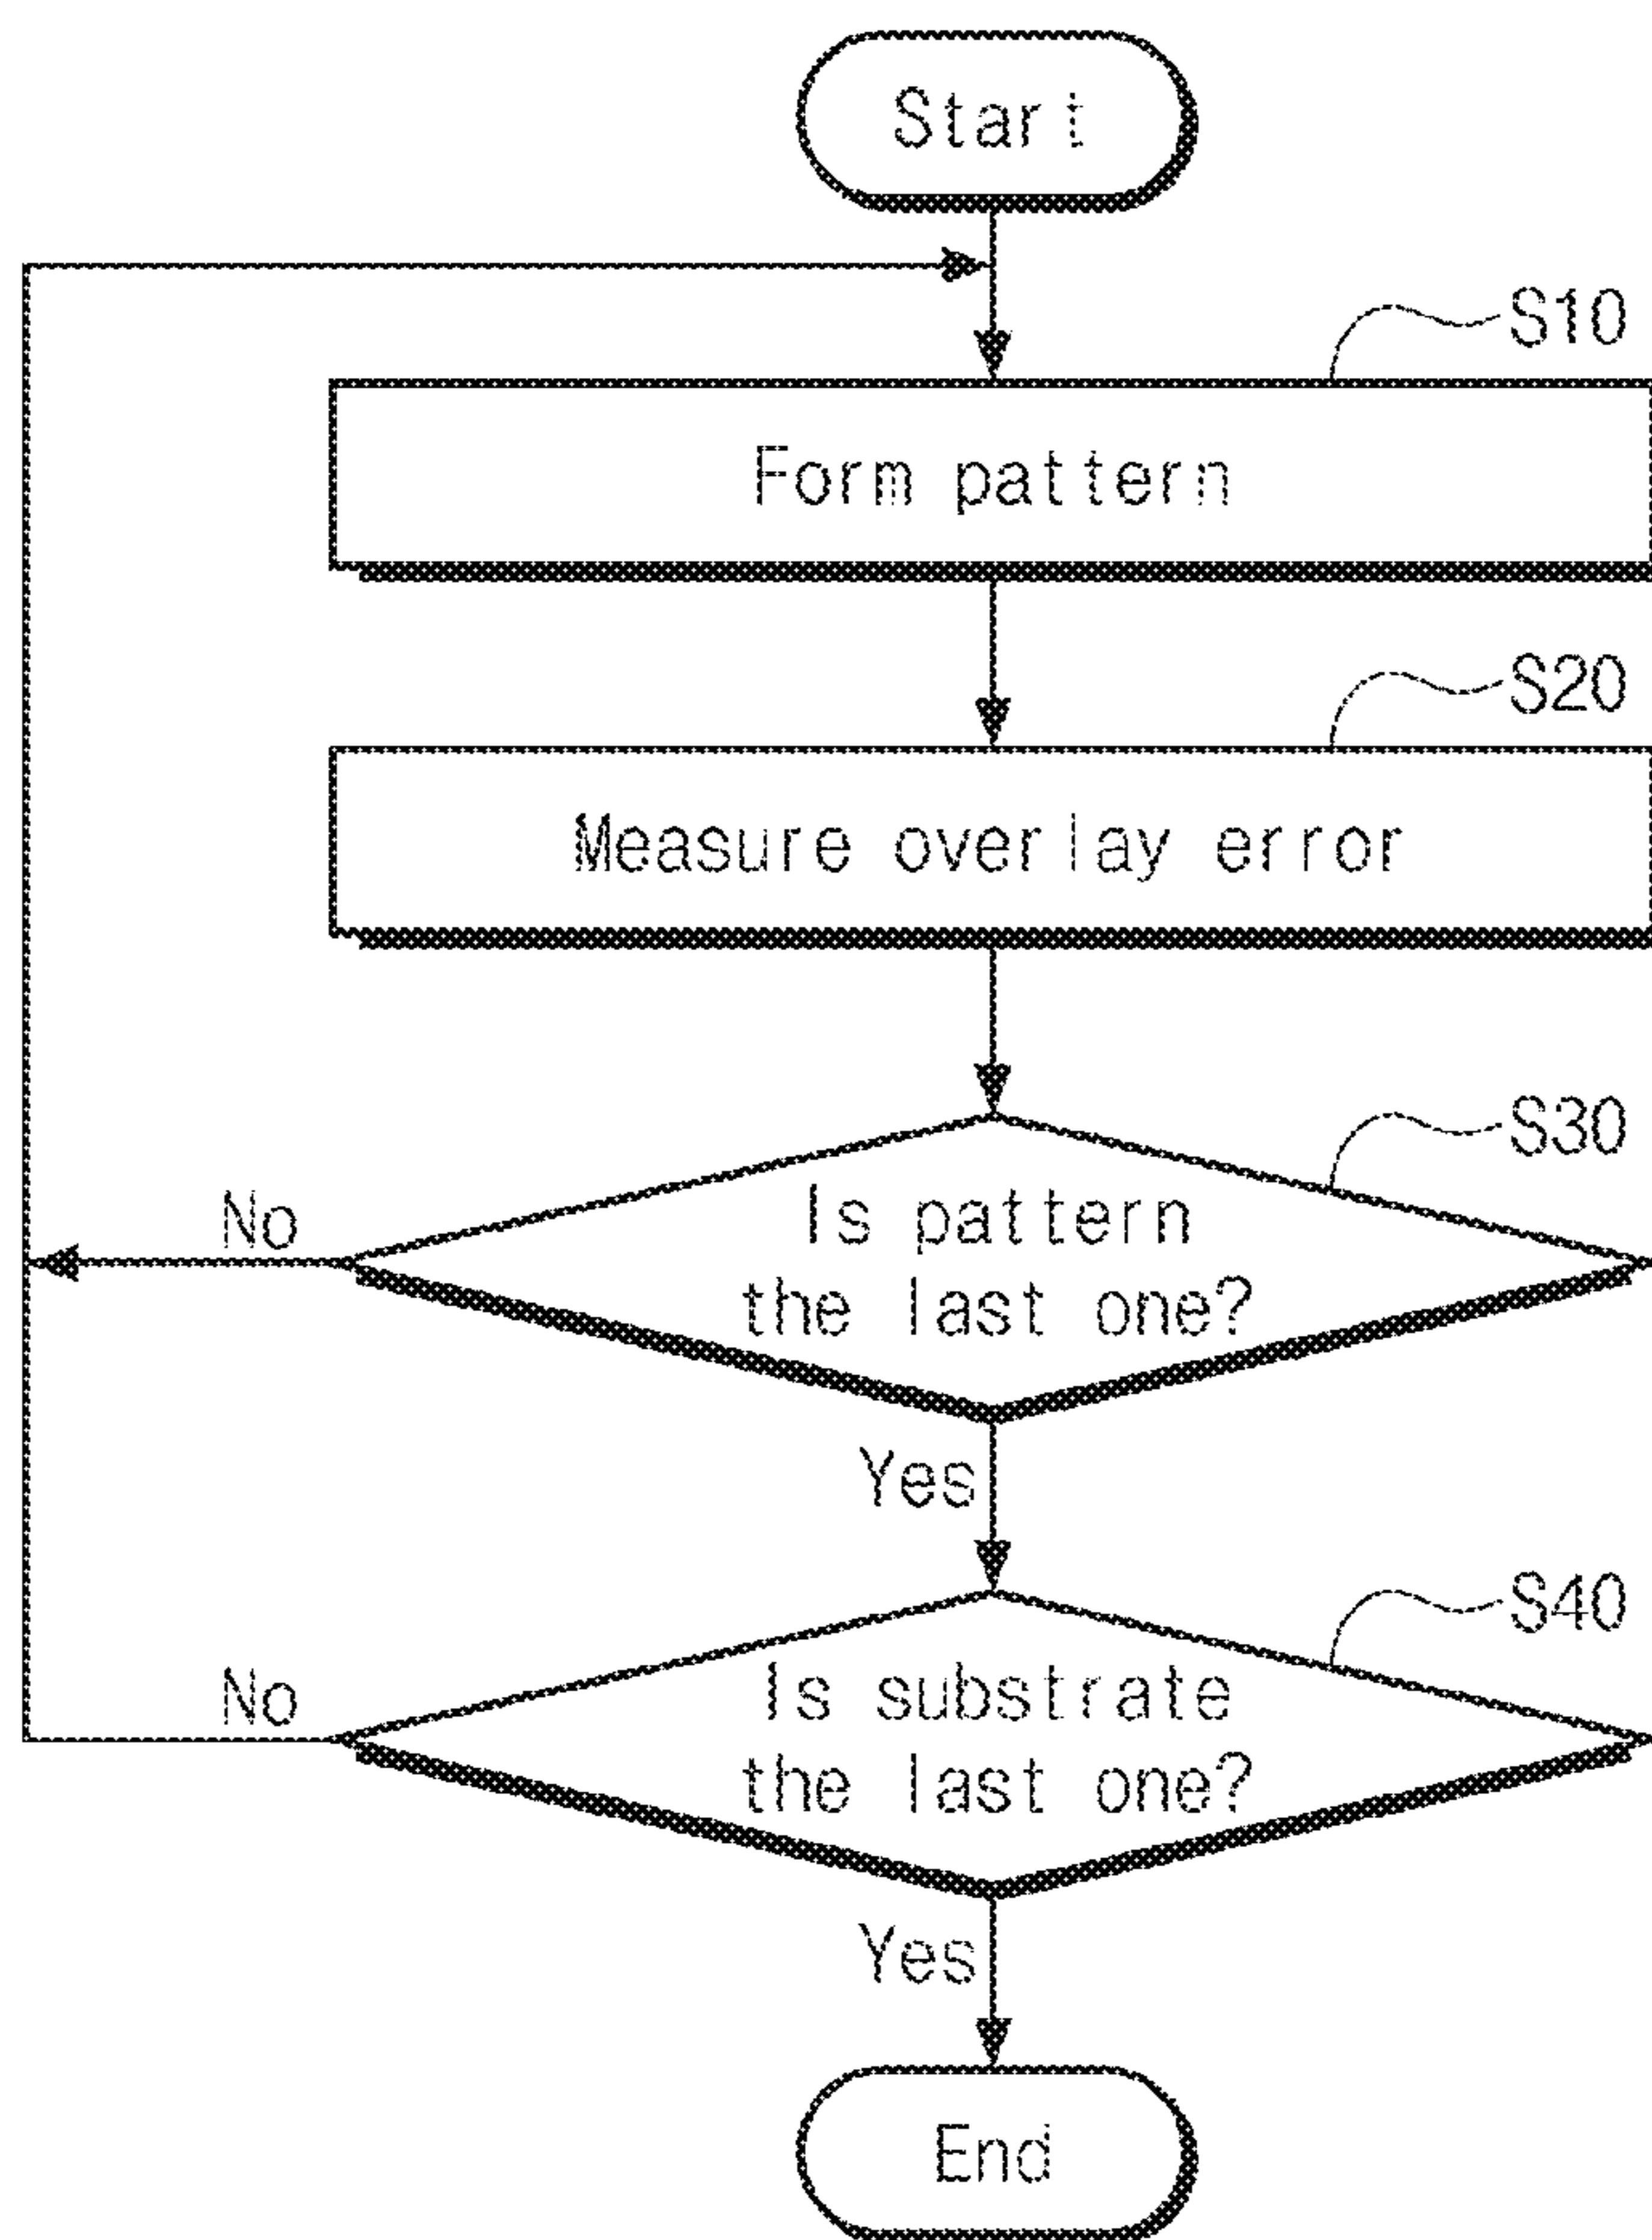 Start
S10
Form pattern
S20
Measure overlay error
S30
Is pattern
the last one?
No
Yes
S40
Is substrate
the last one?
No
Yes
End